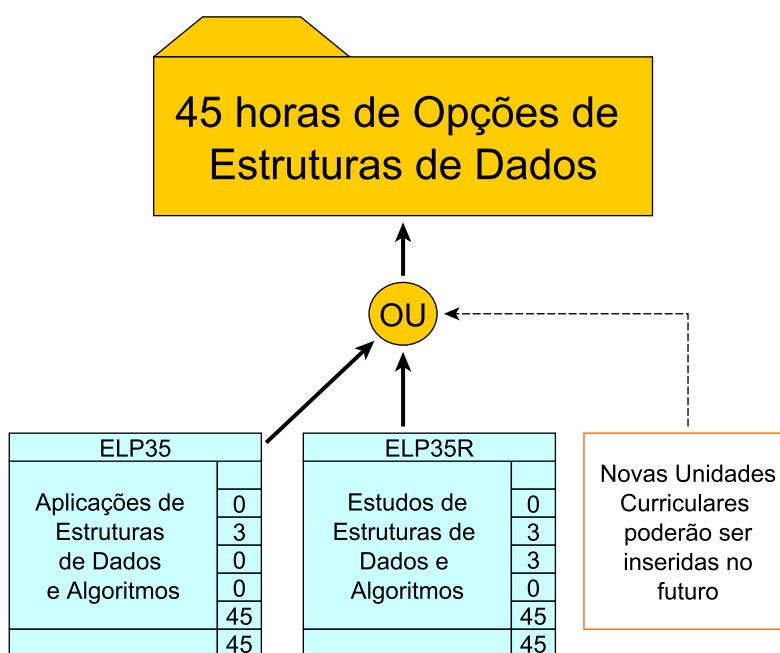 45 horas de Opções de
Estruturas de Dados
OU
ELP35
Aplicações de
Estruturas
de Dados
e Algoritmos
0
3
0
0
45
45
ELP35R
Estudos de
Estruturas de
Dados e
Algoritmos
0
3
3
0
45
45
Novas Unidades
Curriculares
poderão ser
inseridas no
futuro